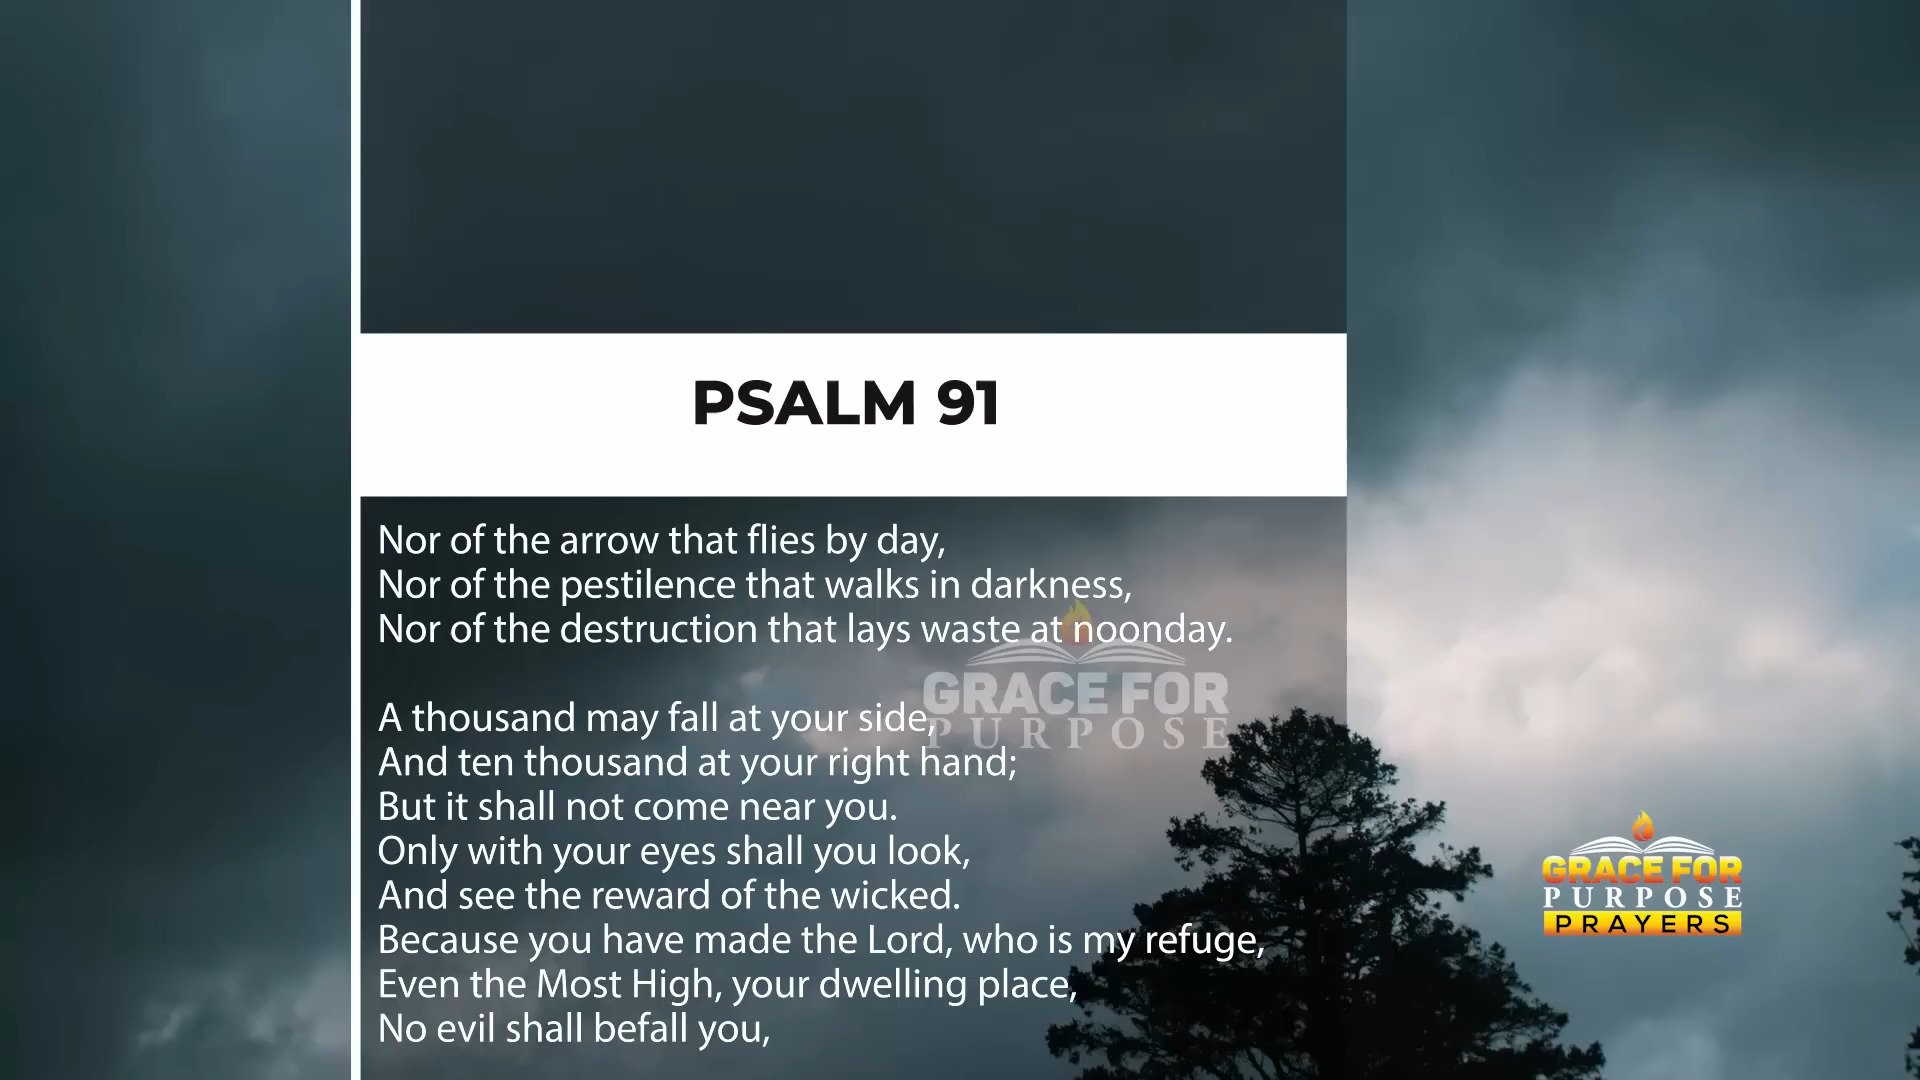 PSALM 91
Nor of the arrow that flies by day,
Nor of the pestilence that walks in darkness,
Nor of the destruction that lays waste at noonday.
A thousand may fall at your side,
And ten thousand at your right hand;
But it shall not come near you.
Only with your eyes shall you look,
And see the reward of the wicked.
Because you have made the Lord, who is my refuge,
Even the Most High, your dwelling place,
No evil shall befall you,
GRACE FOR
PURPOSE
GRACE FOR
PURPOSE
PRAYERS